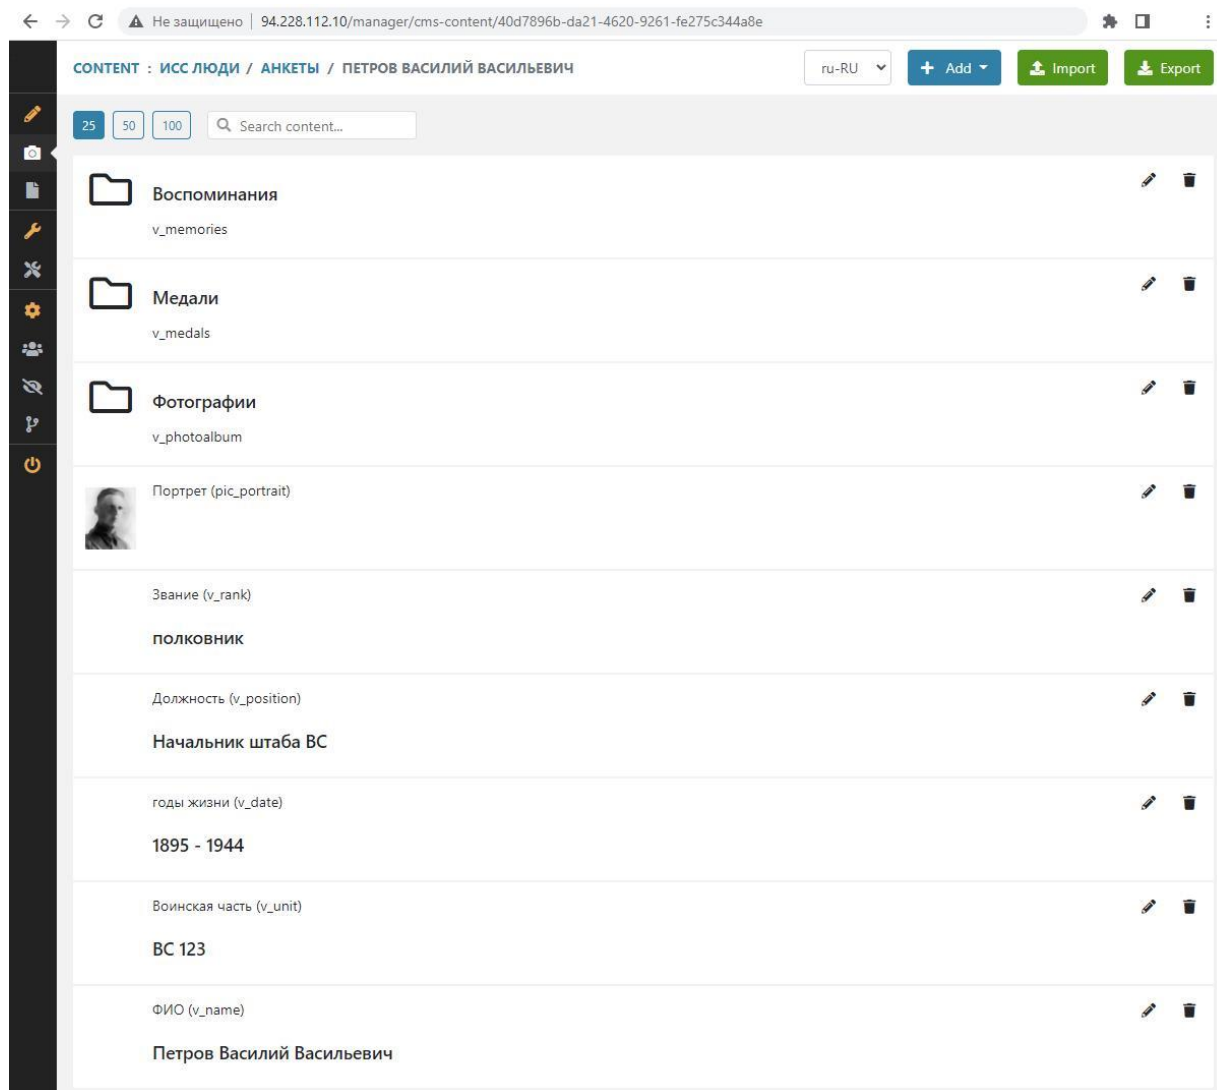 Не защищено | 94.228.112.10/manager/cms-content/40d7896b-da21-4620-9261-fe275c344a8e
CONTENT : ИСС ЛЮДИ / АНКЕТЫ / ПЕТРОВ ВАСИЛИЙ ВАСИЛЬЕВИЧ ru-RU + Add Import Export
25 50 100 Search content...
Воспоминания
v_memories
Медали
v_medals
Фотографии
v_photoalbum
Портрет (pic_portrait)
Звание (v_rank)
полковник
Должность (v_position)
Начальник штаба ВС
годы жизни (v_date)
1895 - 1944
Воинская часть (v_unit)
ВС 123
ФИО (v_name)
Петров Василий Васильевич